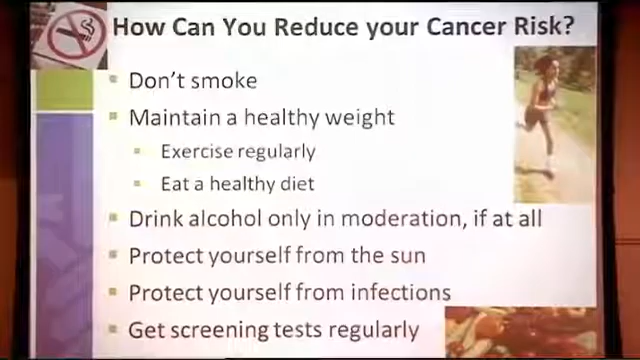 How Can You Reduce your Cancer Risk?
Don't smoke
Maintain a healthy weight
Exercise regularly
Eat a healthy diet
Drink alcohol only in moderation, if at all
Protect yourself from the sun
Protect yourself from infections
Get screening tests regularly